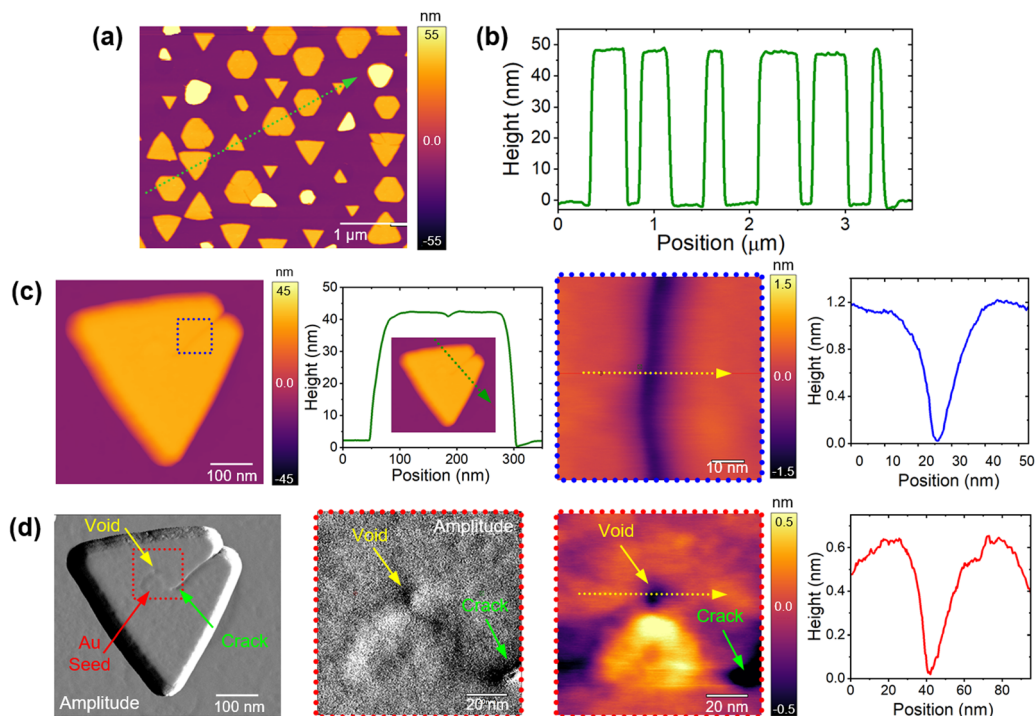 (a)
nm
55
0.0
-55
1 μm
(b)
Height (nm)
50
40
30
20
10
0
0
1
2
3
Position (μm)
(c)
nm
45
0.0
-45
100 nm
Height (nm)
50
40
30
20
10
0
0
100
200
300
Position (nm)
10 nm
nm
1.5
0.0
-1.5
Height (nm)
1.2
0.8
0.4
0.0
0
13
25
38
50
Position (nm)
(d)
Void
Au
Seed
Crack
Amplitude
100 nm
Amplitude
Void
Crack
20 nm
Void
Crack
20 nm
nm
0.5
0.0
-0.5
Height (nm)
0.6
0.4
0.2
0.0
0
20
40
60
80
Position (nm)